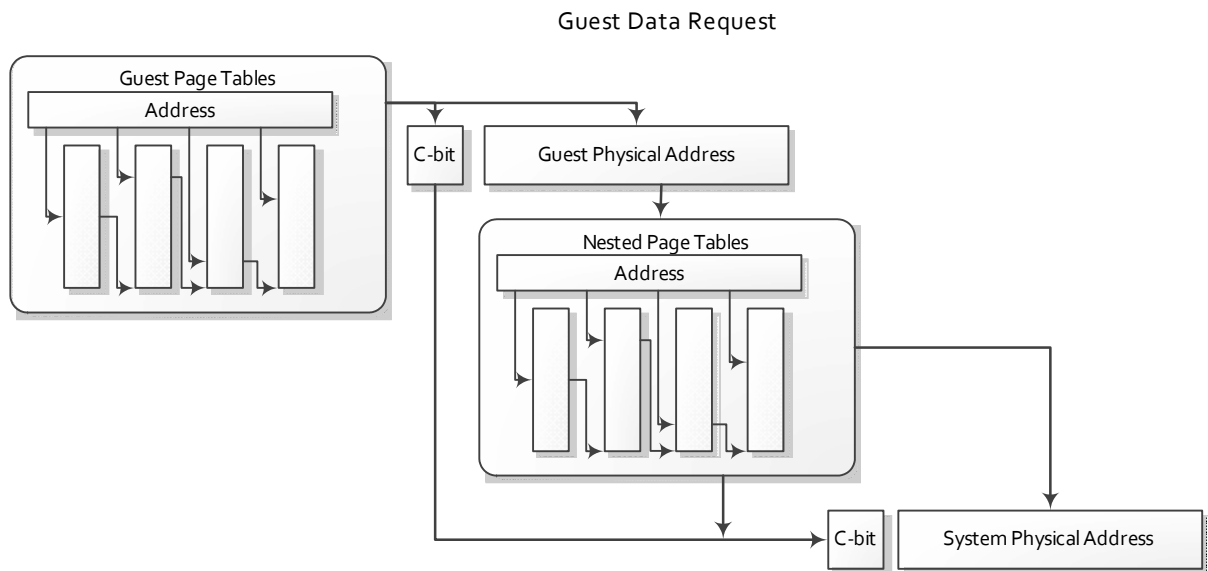 Guest Data Request
Guest Page Tables
Address
C-bit
Guest Physical Address
Nested Page Tables
Address
C-bit
System Physical Address